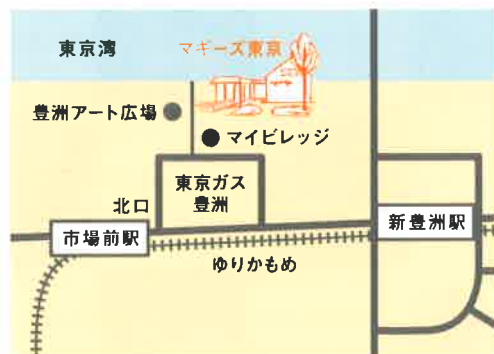 東京湾
マギーズ東京
豊洲アート広場
マイビレッジ
東京ガス
豊洲
北口
市場前駅
新豊洲駅
ゆりかもめ